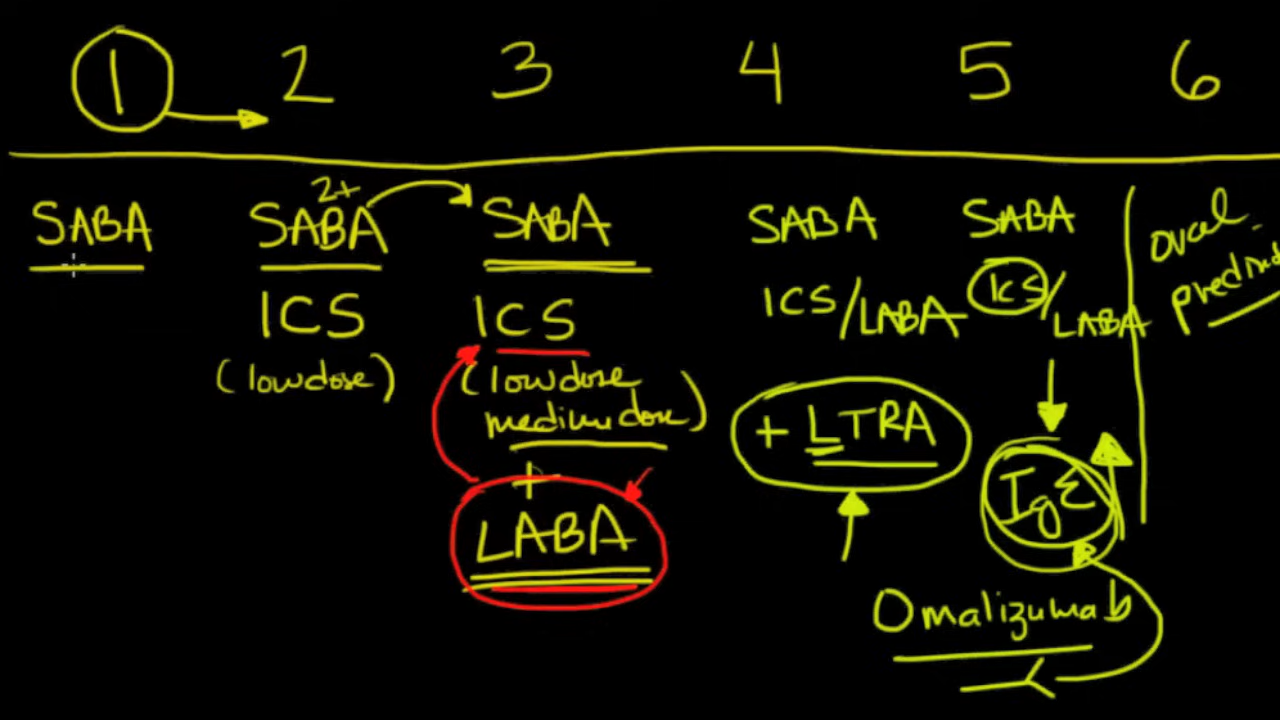 1 2 3 4 5 6
SABA
2+
SABA
ICS
(lowdose)
SABA
ICS
(lowdose
mediumdose)
+
LABA
SABA
ICS/LABA
+ LTRA
SABA
ICS/LABA
IgE
Omalizumab
oral